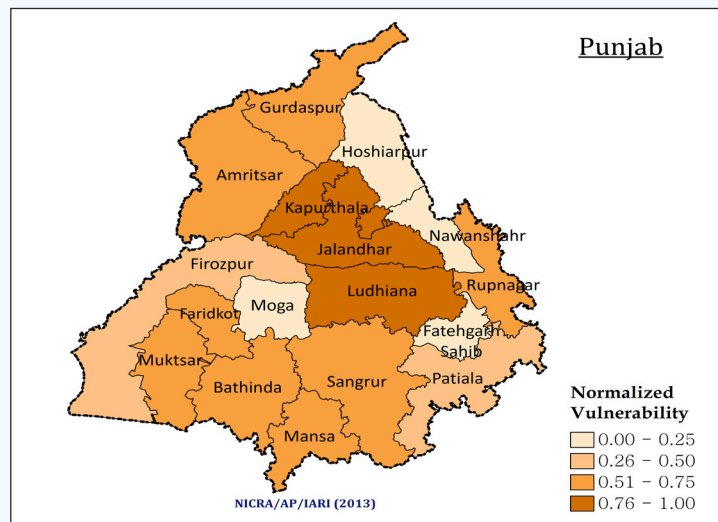 Punjab
Gurdaspur
Hoshiarpur
Amritsar
Kapurthala
Nawanshahr
Jalandhar
Firozpur
Rupnagar
Ludhiana
Moga
Faridkot
Fatehgarh
Sahib
Muktsar
Patiala
Bathinda
Sangrur
Mansa
Normalized
Vulnerability
0.00 - 0.25
0.26 - 0.50
0.51 - 0.75
0.76 - 1.00
NICRA/AP/IARI (2013)